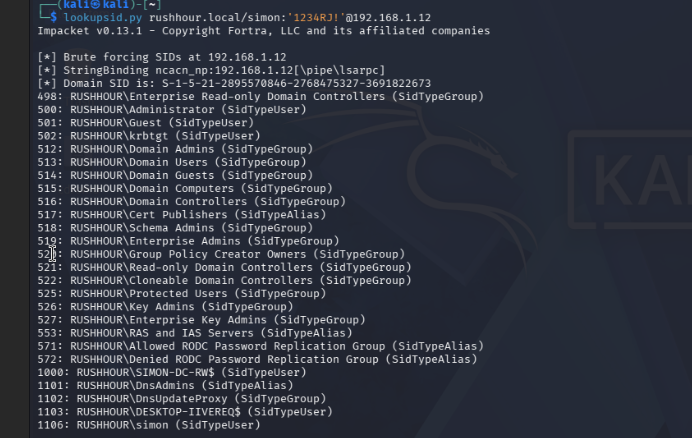 (kali㉿kali)-[~]
$ lookupsid.py rushhour.local/simon:'1234RJ!'@192.168.1.12
Impacket v0.13.1 - Copyright Fortra, LLC and its affiliated companies
[*] Brute forcing SIDs at 192.168.1.12
[*] StringBinding ncacn_np:192.168.1.12[\pipe\lsarpc]
[*] Domain SID is: S-1-5-21-2895570846-2768475327-3691822673
498: RUSHHOUR\Enterprise Read-only Domain Controllers (SidTypeGroup)
500: RUSHHOUR\Administrator (SidTypeUser)
501: RUSHHOUR\Guest (SidTypeUser)
502: RUSHHOUR\krbtgt (SidTypeUser)
512: RUSHHOUR\Domain Admins (SidTypeGroup)
513: RUSHHOUR\Domain Users (SidTypeGroup)
514: RUSHHOUR\Domain Guests (SidTypeGroup)
515: RUSHHOUR\Domain Computers (SidTypeGroup)
516: RUSHHOUR\Domain Controllers (SidTypeGroup)
517: RUSHHOUR\Cert Publishers (SidTypeAlias)
518: RUSHHOUR\Schema Admins (SidTypeGroup)
519: RUSHHOUR\Enterprise Admins (SidTypeGroup)
520: RUSHHOUR\Group Policy Creator Owners (SidTypeGroup)
521: RUSHHOUR\Read-only Domain Controllers (SidTypeGroup)
522: RUSHHOUR\Cloneable Domain Controllers (SidTypeGroup)
525: RUSHHOUR\Protected Users (SidTypeGroup)
526: RUSHHOUR\Key Admins (SidTypeGroup)
527: RUSHHOUR\Enterprise Key Admins (SidTypeGroup)
553: RUSHHOUR\RAS and IAS Servers (SidTypeAlias)
571: RUSHHOUR\Allowed RODC Password Replication Group (SidTypeAlias)
572: RUSHHOUR\Denied RODC Password Replication Group (SidTypeAlias)
1000: RUSHHOUR\SIMON-DC-RW$ (SidTypeUser)
1101: RUSHHOUR\DnsAdmins (SidTypeAlias)
1102: RUSHHOUR\DnsUpdateProxy (SidTypeGroup)
1103: RUSHHOUR\DESKTOP-IIVEREQ$ (SidTypeUser)
1106: RUSHHOUR\simon (SidTypeUser)
KA